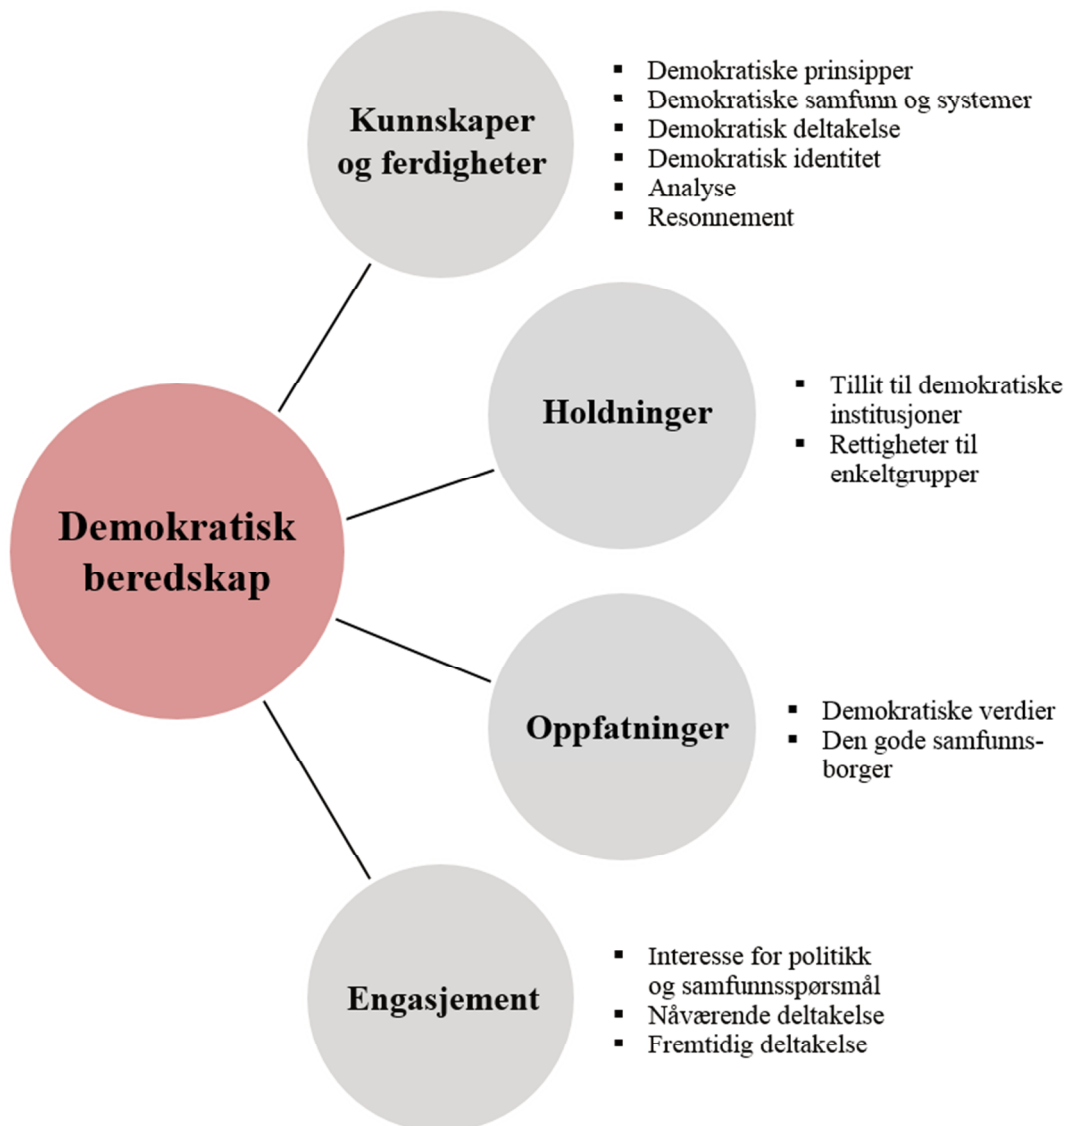 Kunnskaper
og ferdigheter
▪ Demokratiske prinsipper
▪ Demokratiske samfunn og systemer
▪ Demokratisk deltakelse
▪ Demokratisk identitet
▪ Analyse
▪ Resonnement
Holdninger
▪ Tillit til demokratiske
institusjoner
▪ Rettigheter til
enkeltgrupper
Demokratisk
beredskap
Oppfatninger
▪ Demokratiske verdier
▪ Den gode samfunns-
borger
Engasjement
▪ Interesse for politikk
og samfunnsspørsmål
▪ Nåværende deltakelse
▪ Fremtidig deltakelse